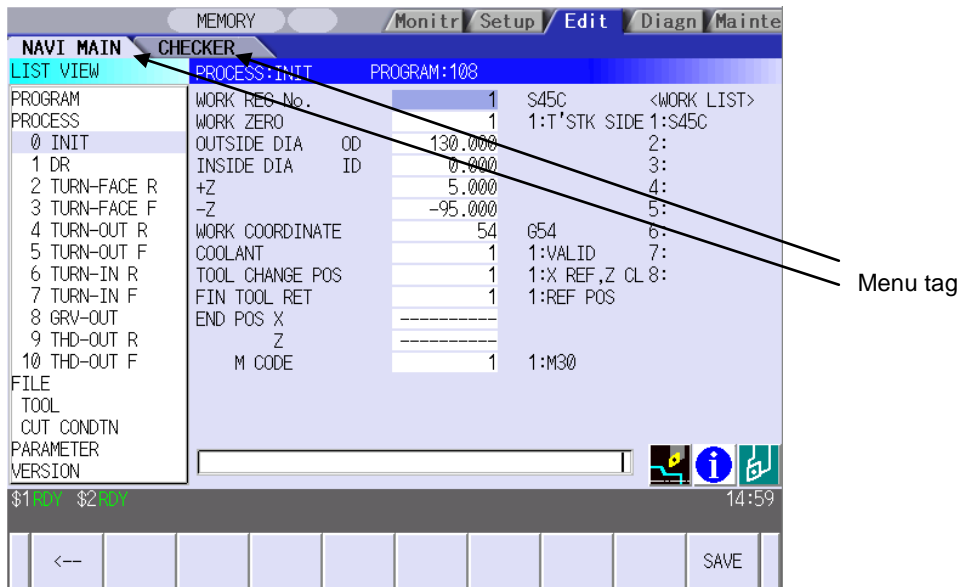 MEMORY Monitr Setup Edit Diagn Mainte
NAVI MAIN CHECKER
LIST VIEW PROCESS:INIT PROGRAM:108
PROGRAM WORK REG No. 1 S45C <WORK LIST>
PROCESS WORK ZERO 1 1:T'STK SIDE 1:S45C
0 INIT OUTSIDE DIA OD 130.000 2:
1 DR INSIDE DIA ID 0.000 3:
2 TURN-FACE R +Z 5.000 4:
3 TURN-FACE F -Z -95.000 5:
4 TURN-OUT R WORK COORDINATE 54 G54 6:
5 TURN-OUT F COOLANT 1 1:VALID 7:
6 TURN-IN R TOOL CHANGE POS 1 1:X REF,Z CL 8:
7 TURN-IN F FIN TOOL RET 1 1:REF POS
8 GRV-OUT END POS X ----------
9 THD-OUT R Z ----------
10 THD-OUT F M CODE 1 1:M30
FILE
TOOL
CUT CONDTN
PARAMETER
VERSION
$1RDY $2RDY 14:59
<-- SAVE
Menu tag